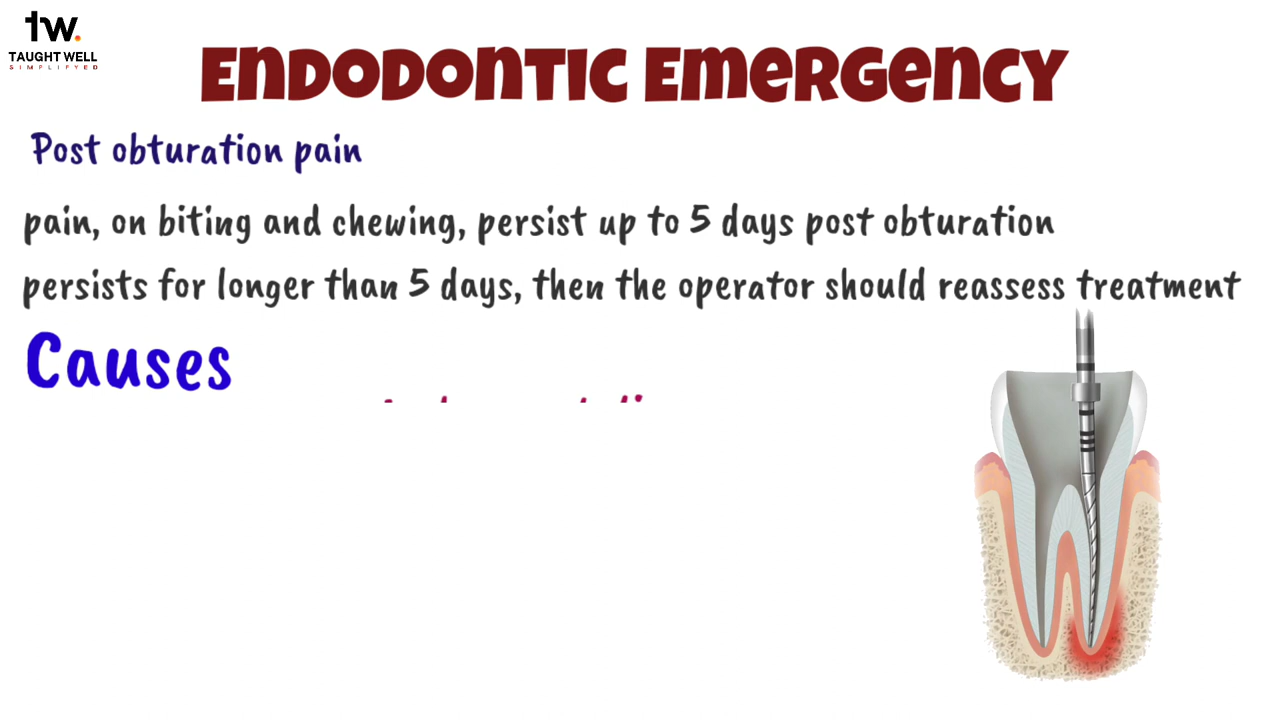 tw.
TAUGHT WELL
SIMPLIFYED
ENDODONTIC EMERGENCY
Post obturation pain
pain, on biting and chewing, persist up to 5 days post obturation
persists for longer than 5 days, then the operator should reassess treatment
Causes